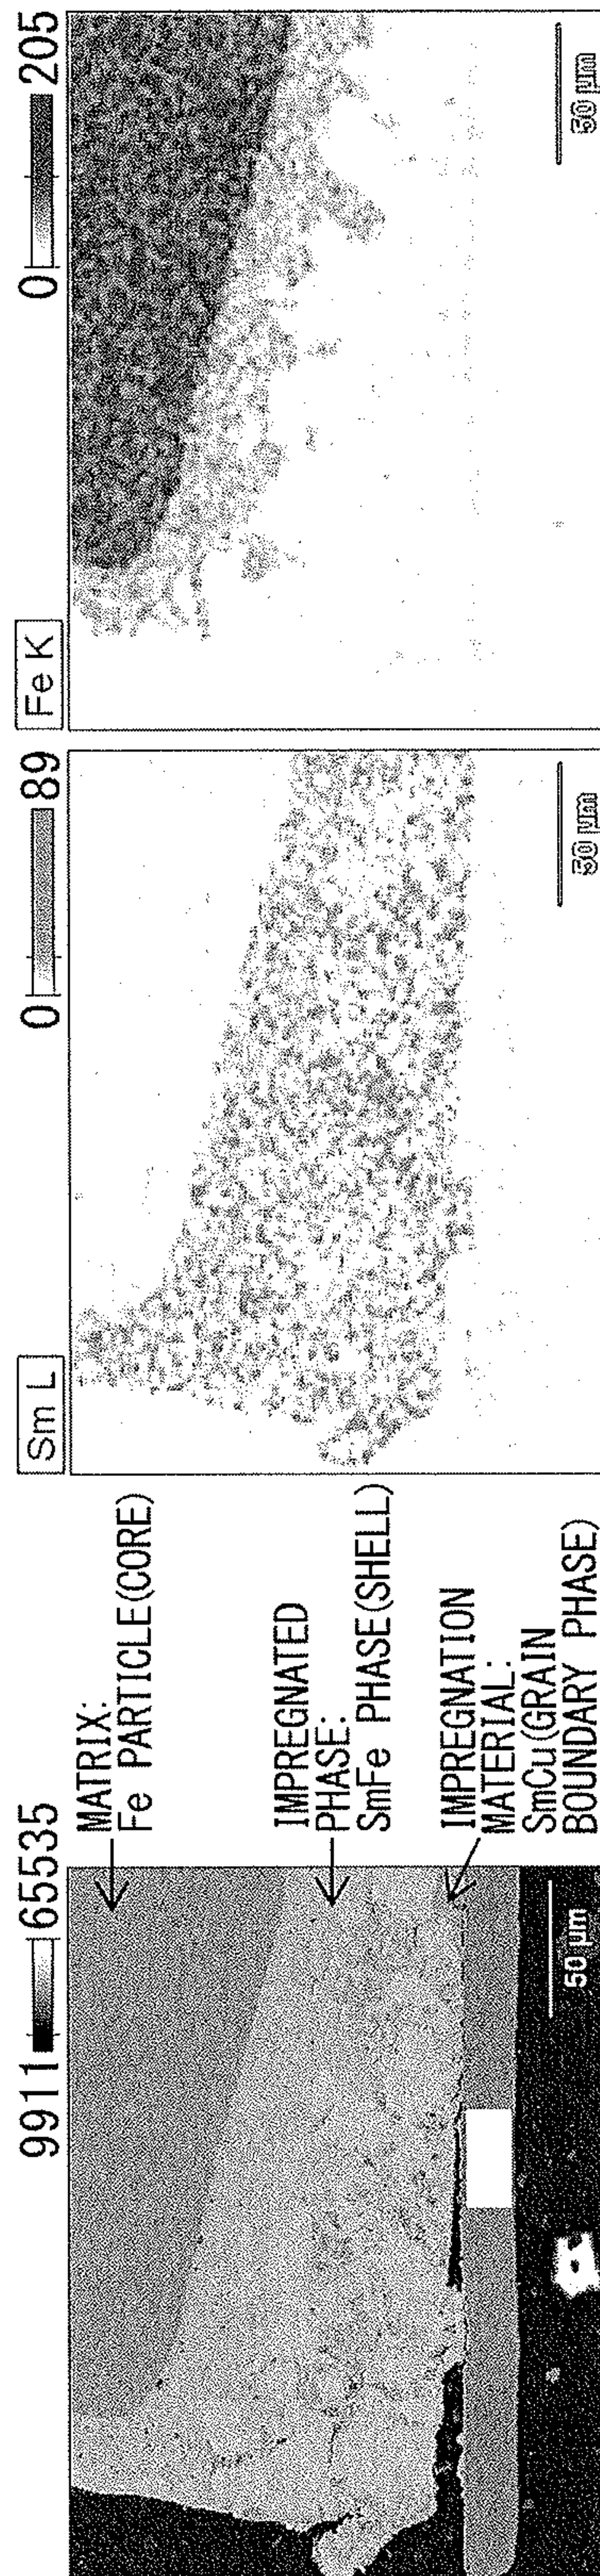 9911 65535
MATRIX:
Fe PARTICLE(CORE)
IMPREGNATED
PHASE:
SmFe PHASE(SHELL)
IMPREGNATION
MATERIAL:
SmCu(GRAIN
BOUNDARY PHASE)
50 μm
Sm L
0 89
50 μm
Fe K
0 205
50 μm